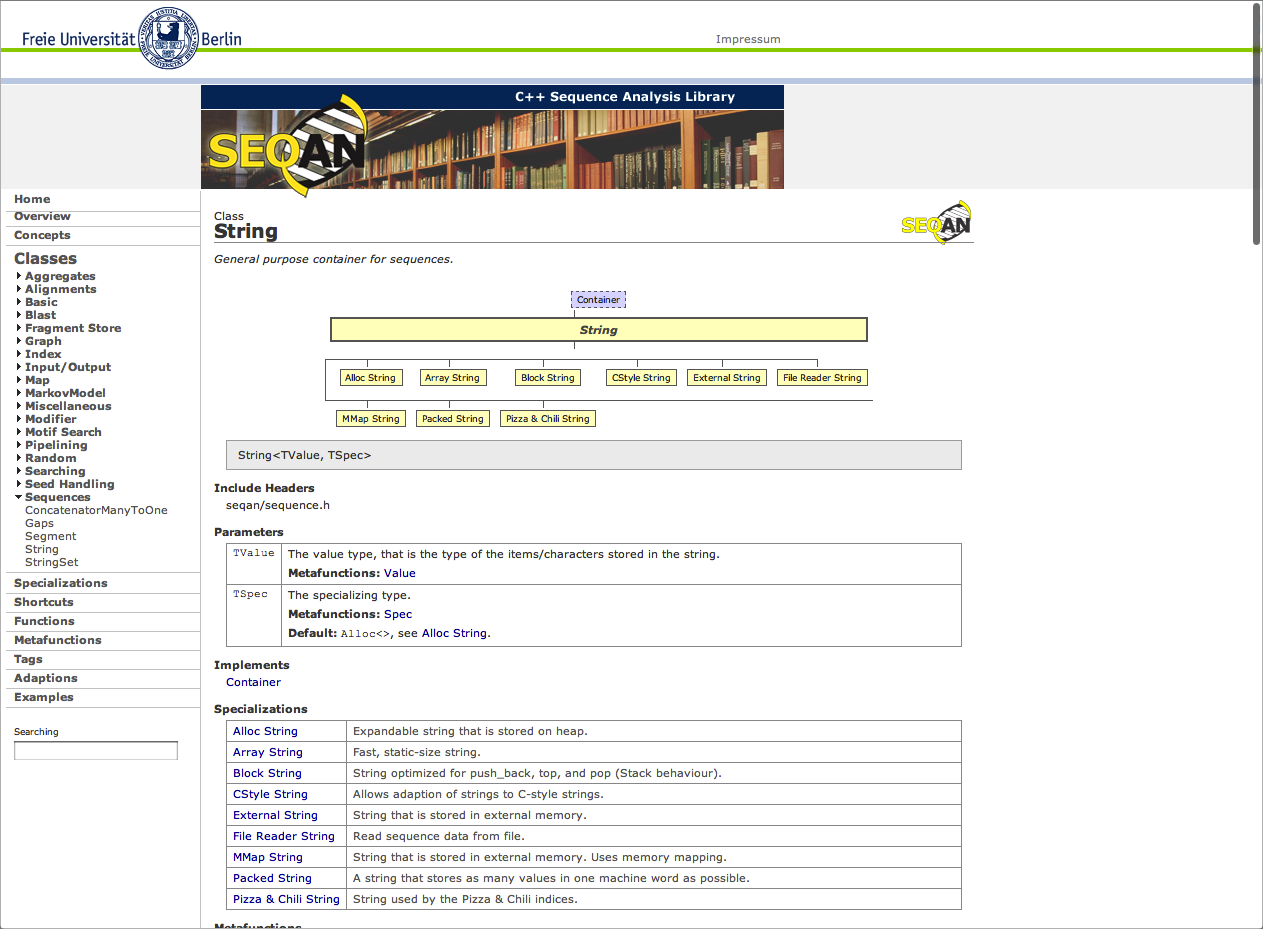 Freie Universität Berlin
Impressum
C++ Sequence Analysis Library
SEQAN
Home
Overview
Concepts
Classes
Aggregates
Alignments
Basic
Blast
Fragment Store
Graph
Index
Input/Output
Map
MarkovModel
Miscellaneous
Modifier
Motif Search
Pipelining
Random
Searching
Seed Handling
Sequences
ConcatenatorManyToOne
Gaps
Segment
String
StringSet
Specializations
Shortcuts
Functions
Metafunctions
Tags
Adaptions
Examples
Searching
Class
String
SEQAN
General purpose container for sequences.
Container
String
Alloc String Array String Block String CStyle String External String File Reader String
MMap String Packed String Pizza & Chili String
String<TValue, TSpec>
Include Headers
seqan/sequence.h
Parameters
TValue The value type, that is the type of the items/characters stored in the string.
Metafunctions: Value
TSpec The specializing type.
Metafunctions: Spec
Default: Alloc<>, see Alloc String.
Implements
Container
Specializations
Alloc String Expandable string that is stored on heap.
Array String Fast, static-size string.
Block String String optimized for push_back, top, and pop (Stack behaviour).
CStyle String Allows adaption of strings to C-style strings.
External String String that is stored in external memory.
File Reader String Read sequence data from file.
MMap String String that is stored in external memory. Uses memory mapping.
Packed String A string that stores as many values in one machine word as possible.
Pizza & Chili String String used by the Pizza & Chili indices.
Metafunctions